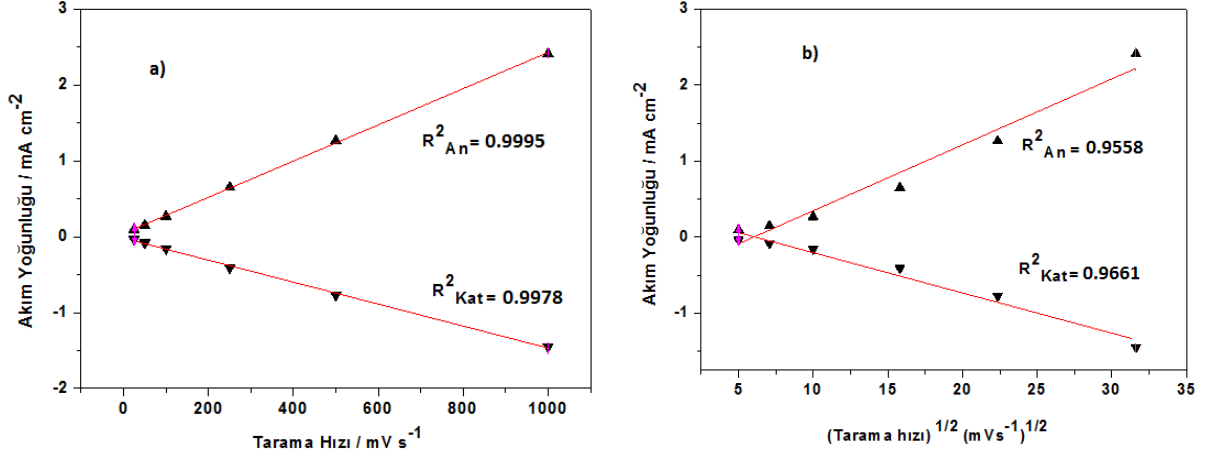 a)
Akım Yoğunluğu / mA cm-2
3
2
1
0
-1
-2
R2An = 0.9995
R2Kat = 0.9978
0 200 400 600 800 1000
Tarama Hızı / mV s-1
b)
Akım Yoğunluğu / mA cm-2
3
2
1
0
-1
R2An = 0.9558
R2Kat = 0.9661
5 10 15 20 25 30 35
(Tarama hızı) 1/2 (mVs-1)1/2